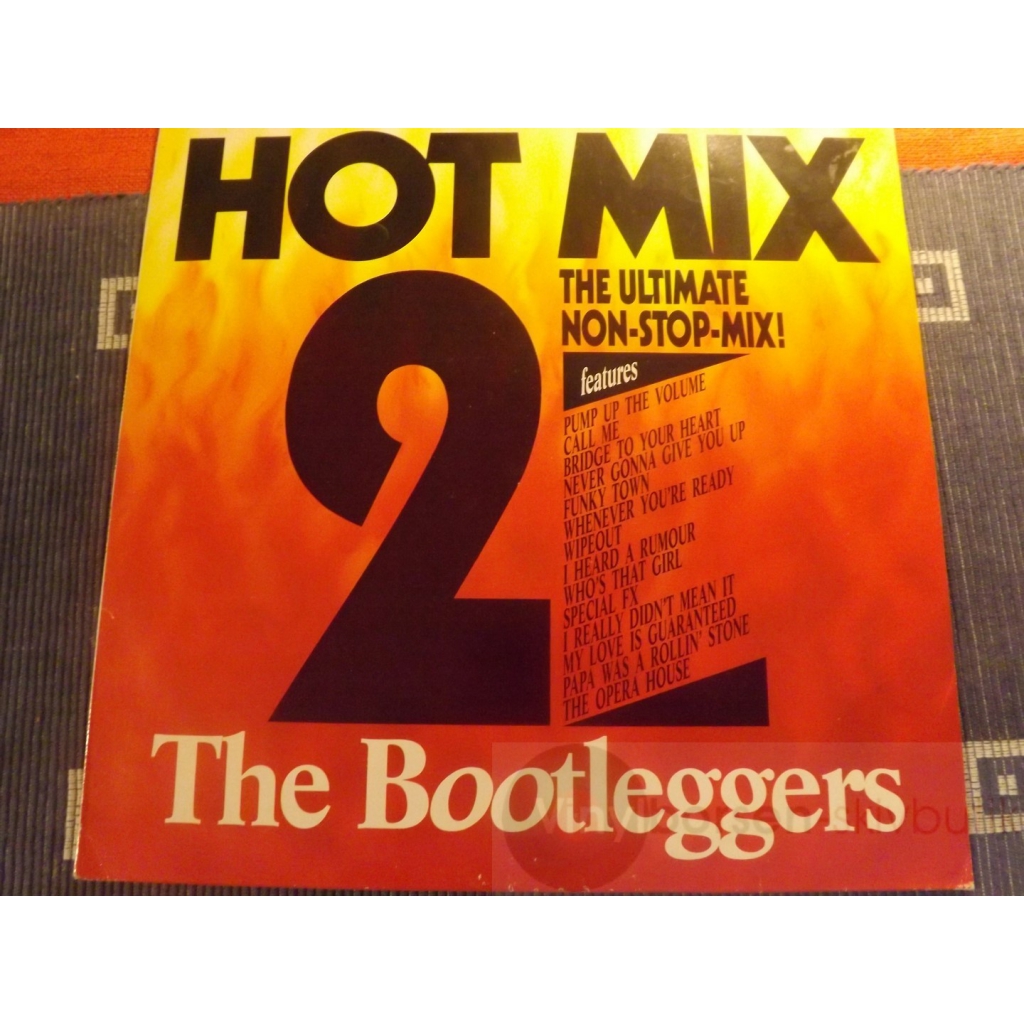 HOT MIX
2
THE ULTIMATE
NON-STOP-MIX!
features
PUMP UP THE VOLUME
CALL ME
BRIDGE TO YOUR HEART
NEVER GONNA GIVE YOU UP
FUNKY TOWN
WHENEVER YOU'RE READY
WIPEOUT
I HEARD A RUMOUR
WHO'S THAT GIRL
SPECIAL FX
I REALLY DIDN'T MEAN IT
MY LOVE IS GUARANTEED
PAPA WAS A ROLLIN' STONE
THE OPERA HOUSE
The Bootleggers